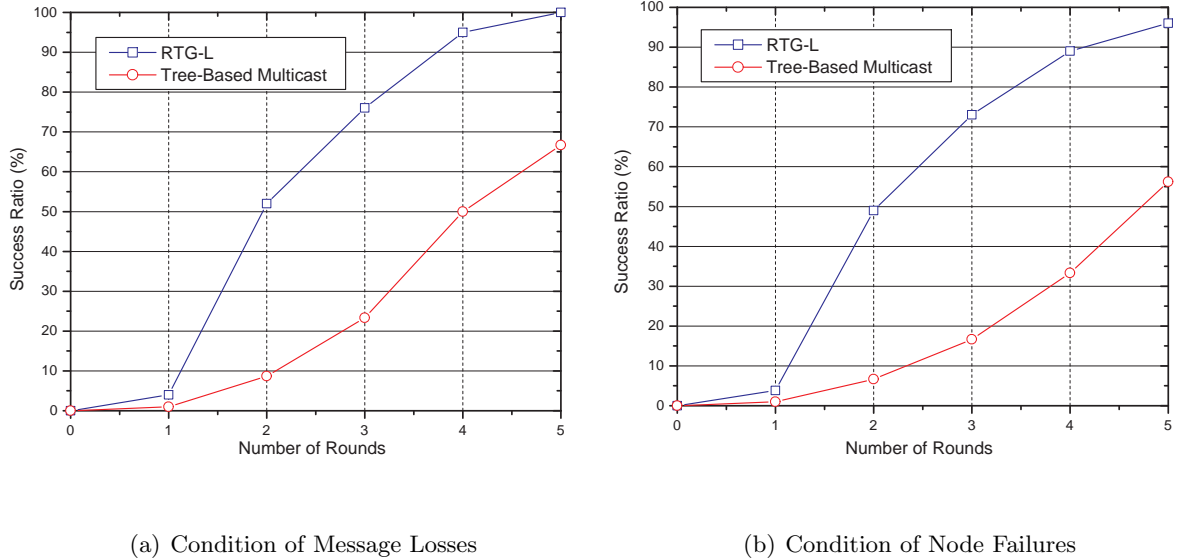 100
90
80
70
60
50
40
30
20
10
0
Success Ratio (%)
RTG-L
Tree-Based Multicast
0 1 2 3 4 5
Number of Rounds
100
90
80
70
60
50
40
30
20
10
0
Success Ratio (%)
RTG-L
Tree-Based Multicast
0 1 2 3 4 5
Number of Rounds
(a) Condition of Message Losses
(b) Condition of Node Failures